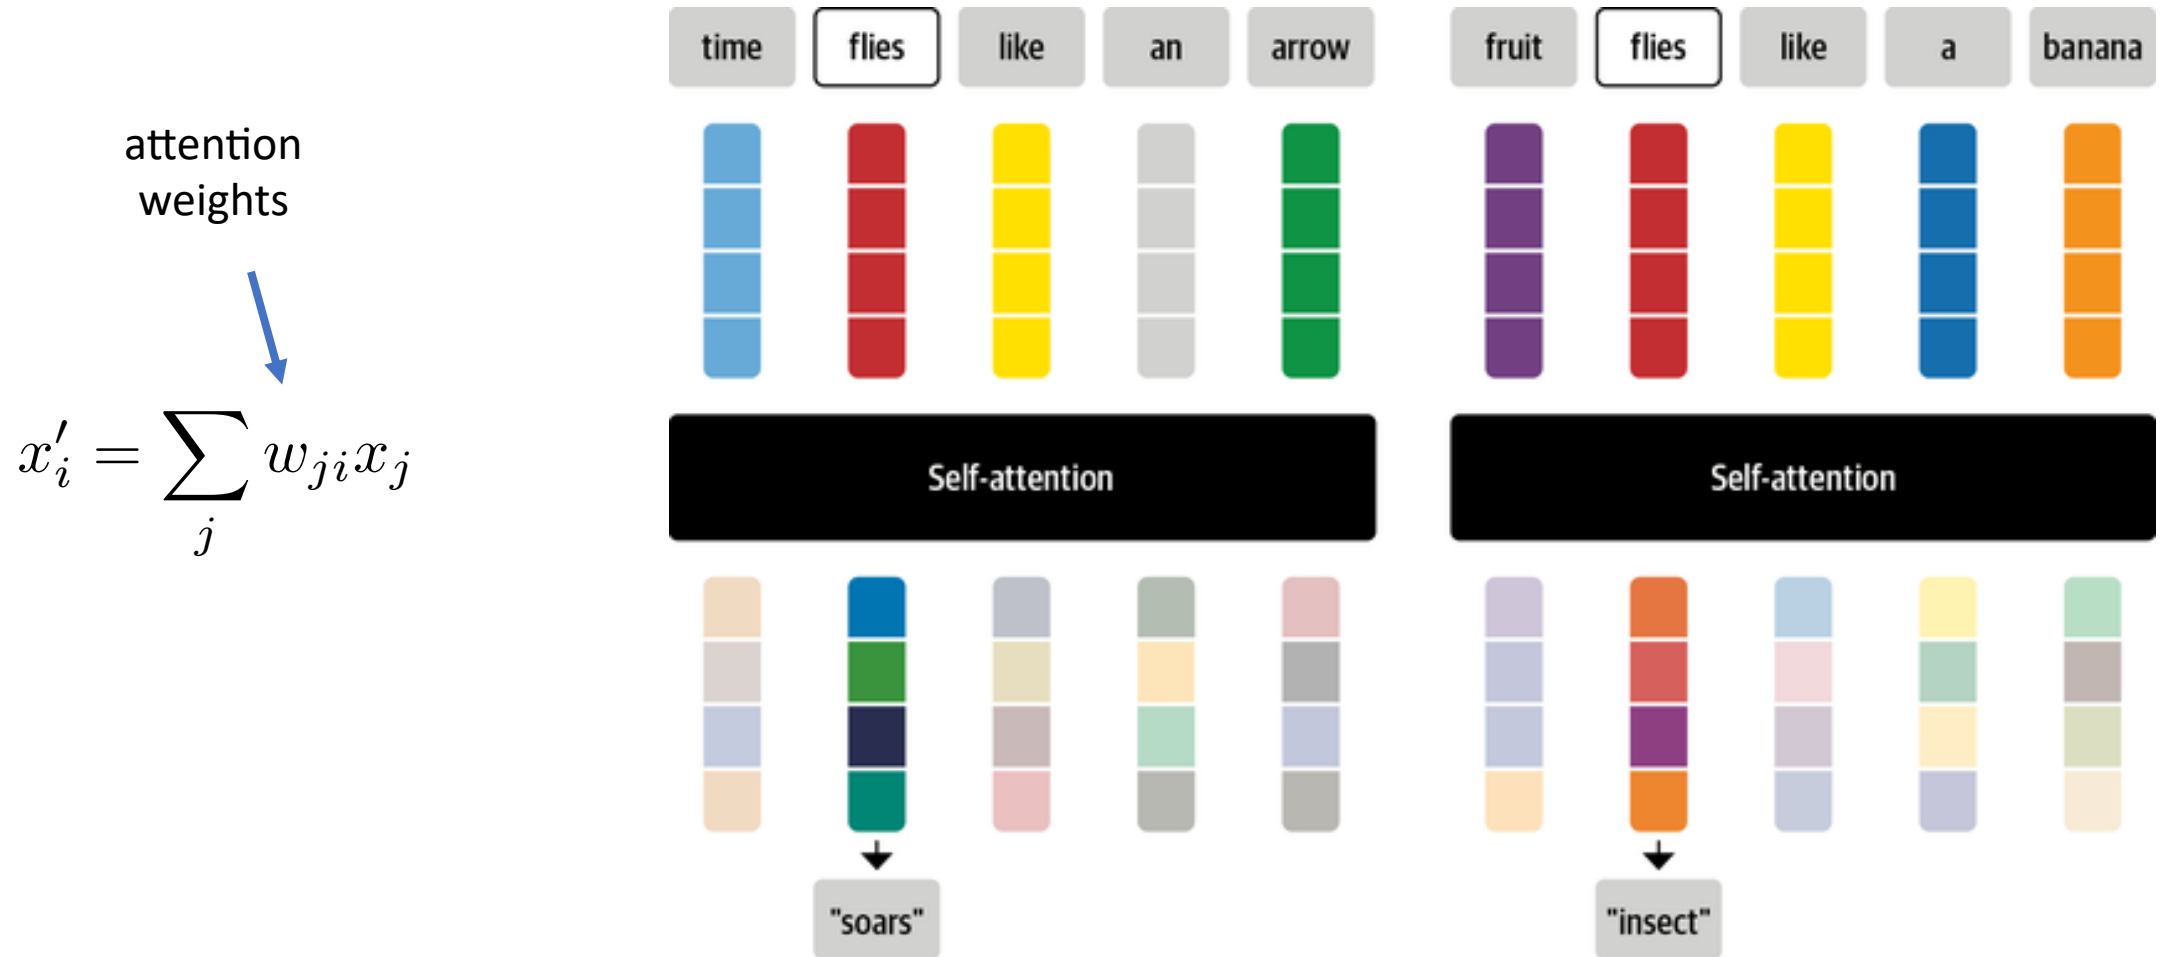 attention
weights
x'_i = \sum_j w_{ji} x_j
time flies like an arrow
Self-attention
"soars"
fruit flies like a banana
Self-attention
"insect"